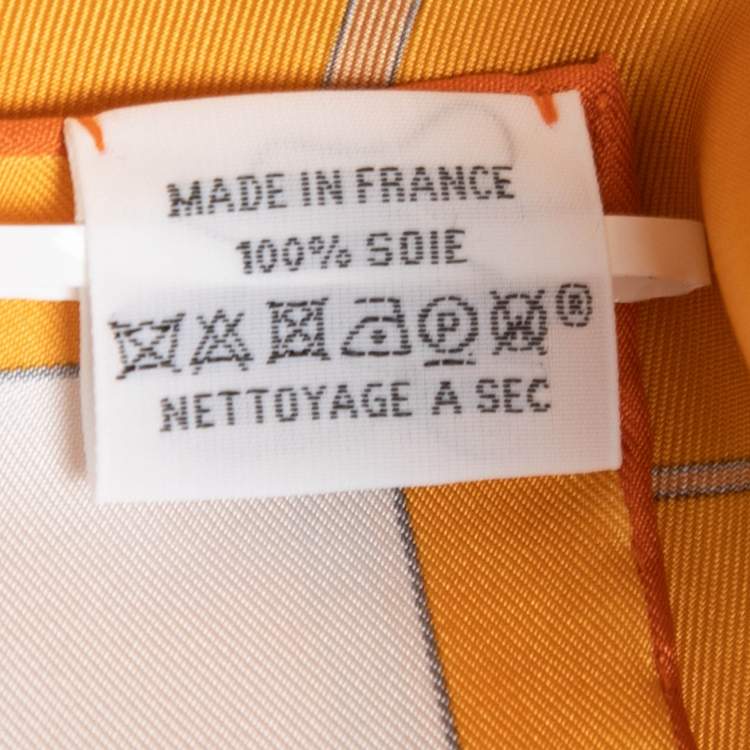 MADE IN FRANCE
100% SOIE
P W ®
NETTOYAGE A SEC